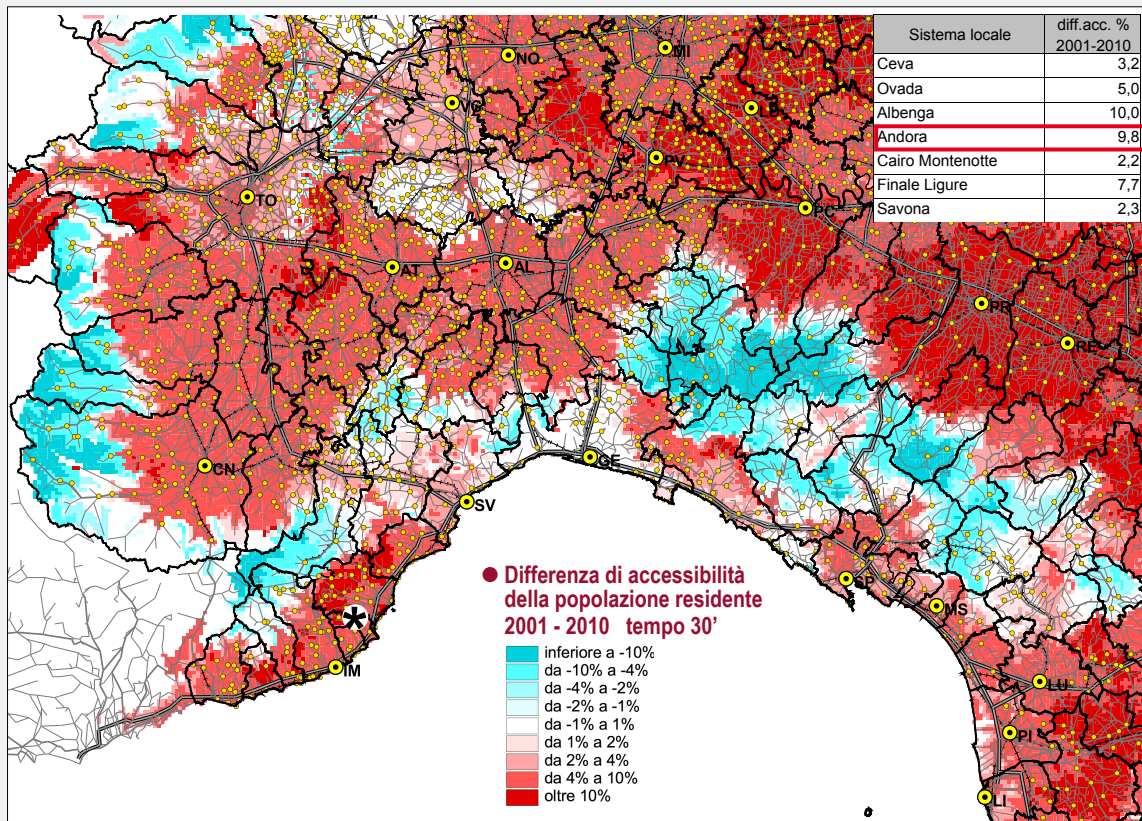 Sistema locale diff.acc. % 2001-2010
Ceva 3,2
Ovada 5,0
Albenga 10,0
Andora 9,8
Cairo Montenotte 2,2
Finale Ligure 7,7
Savona 2,3
NO
MI
VC
LD
PV
TO
PC
AT
AL
PR
RE
CN
GE
SV
SP
MS
*
IM
LU
PI
LI
● Differenza di accessibilità
della popolazione residente
2001 - 2010 tempo 30’
inferiore a -10%
da -10% a -4%
da -4% a -2%
da -2% a -1%
da -1% a 1%
da 1% a 2%
da 2% a 4%
da 4% a 10%
oltre 10%